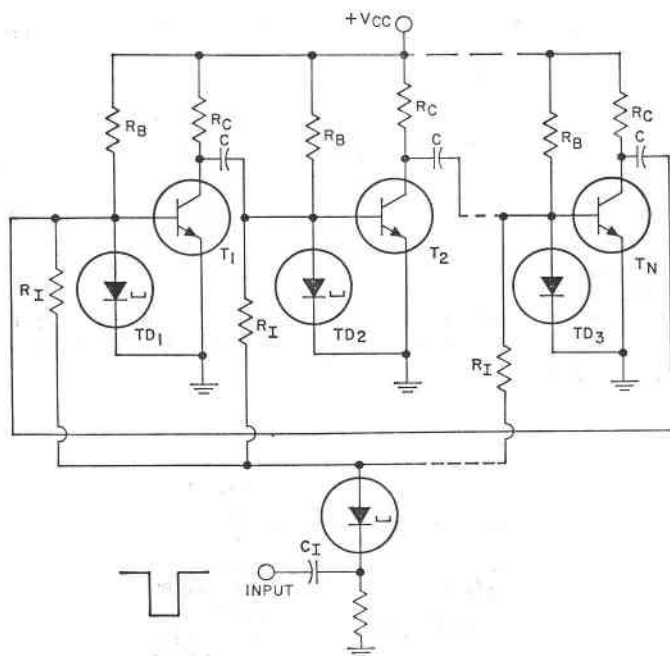 +VCC
RB
RC
C
RB
RC
C
RB
RC
C
T1
T2
TN
RI
TD1
RI
TD2
RI
TD3
CI
INPUT